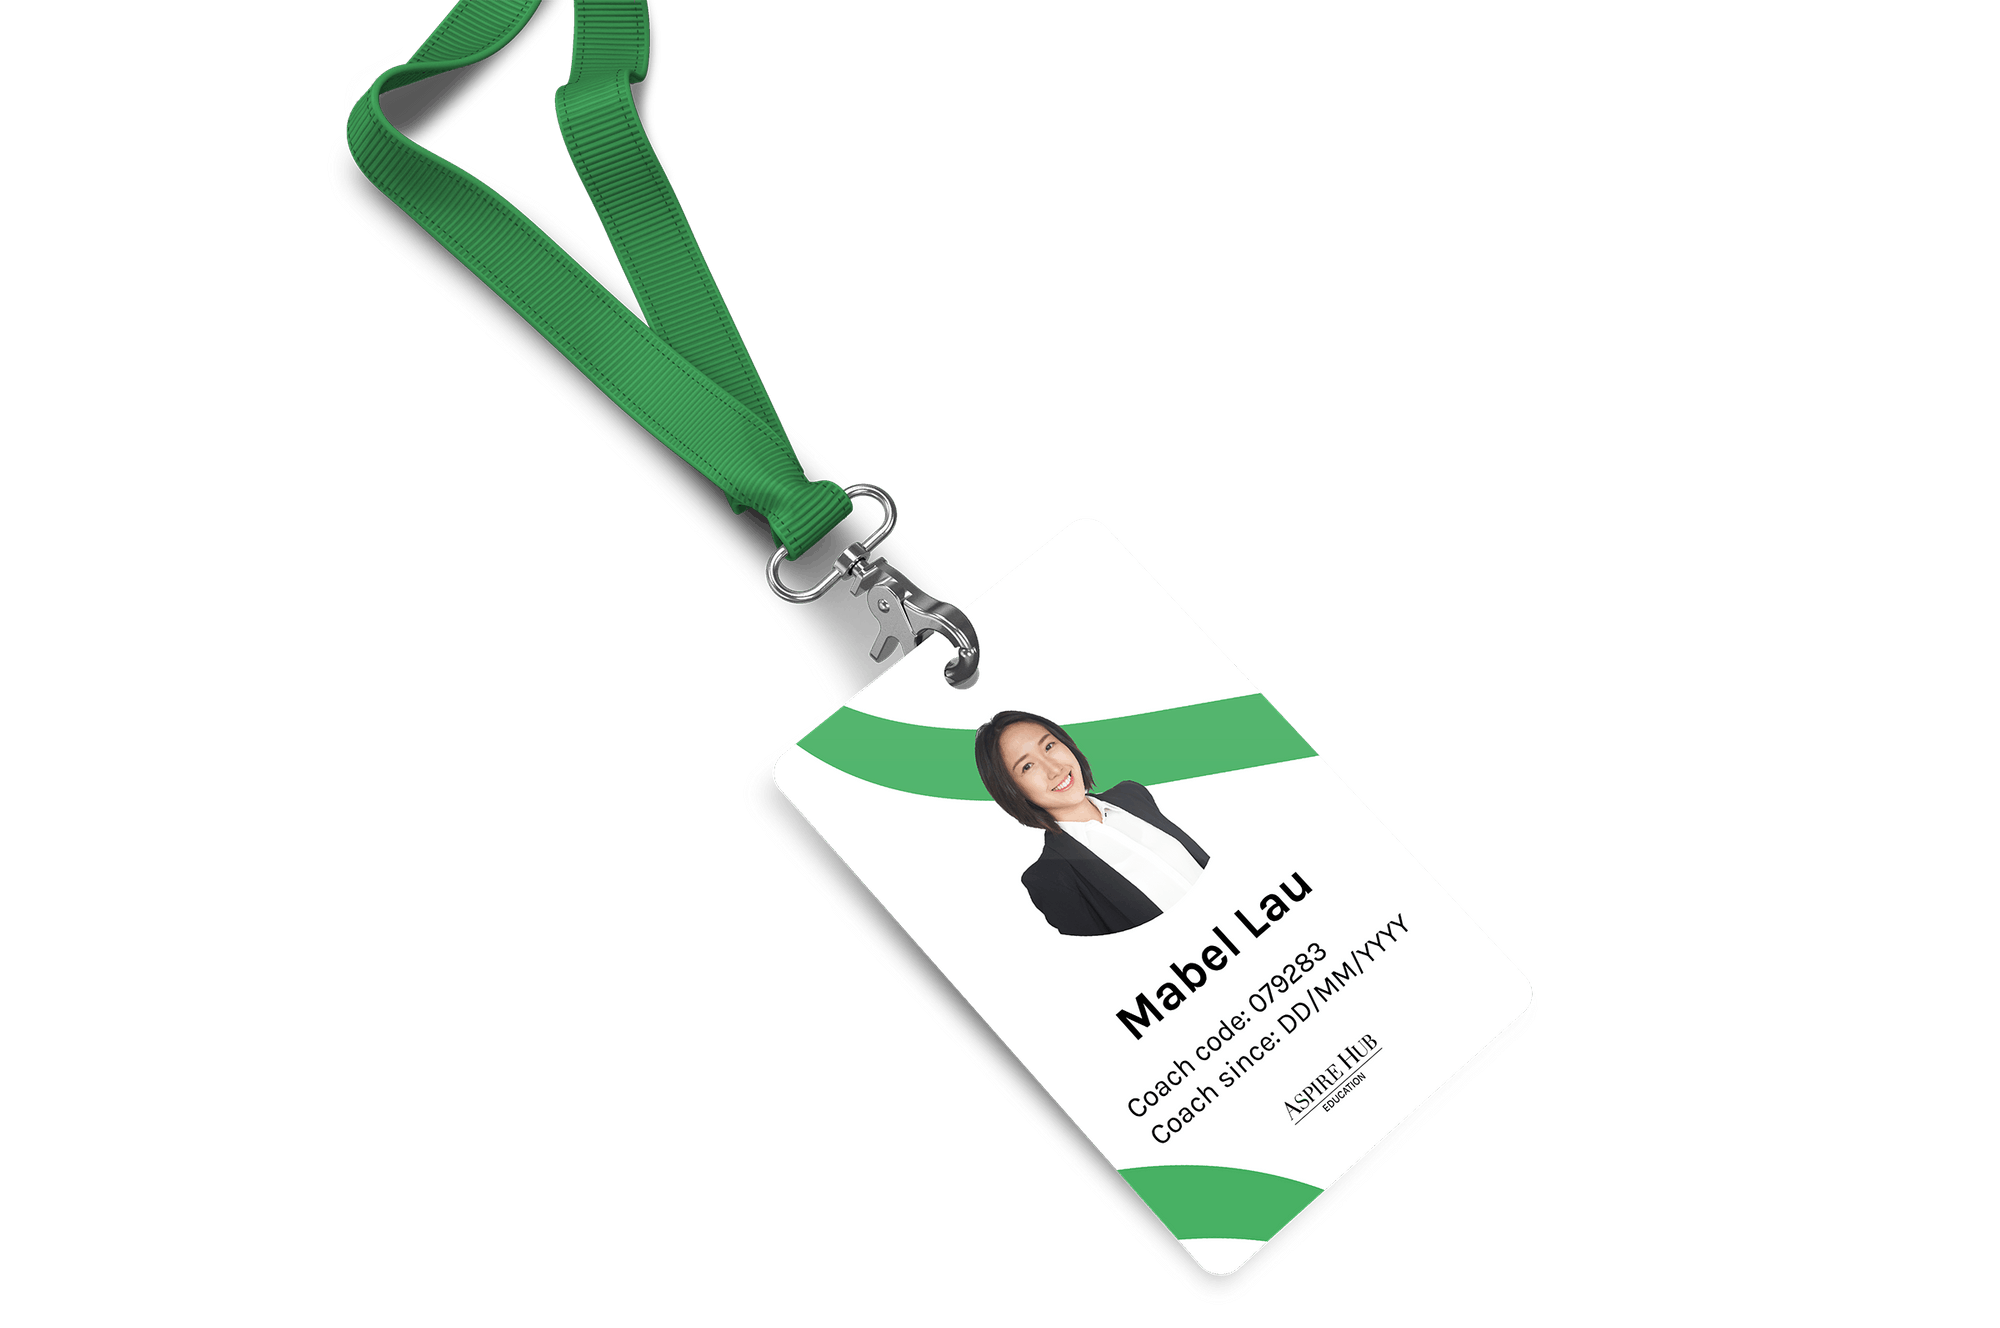 Mabel Lau
Coach code: 079283
Coach since: DD/MM/YYYY
ASPIRE HUB
EDUCATION